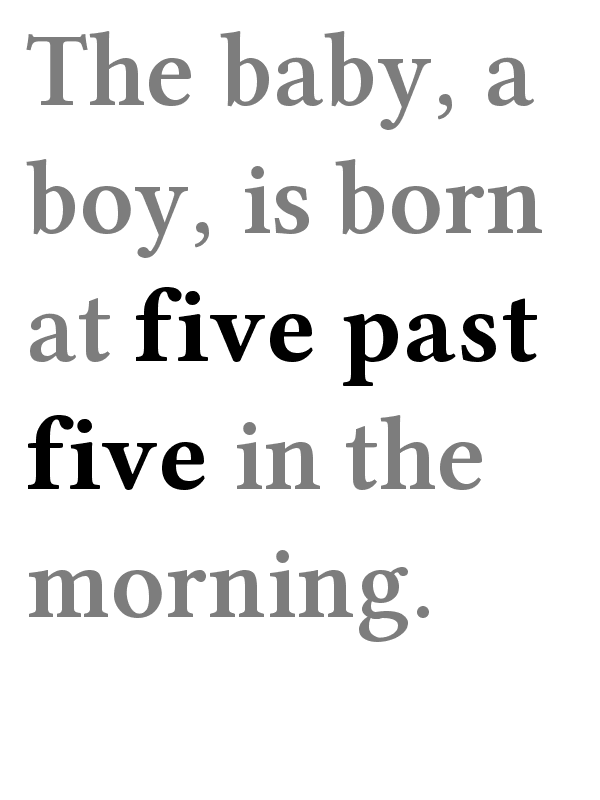 The baby, a
boy, is born
at five past
five in the
morning.